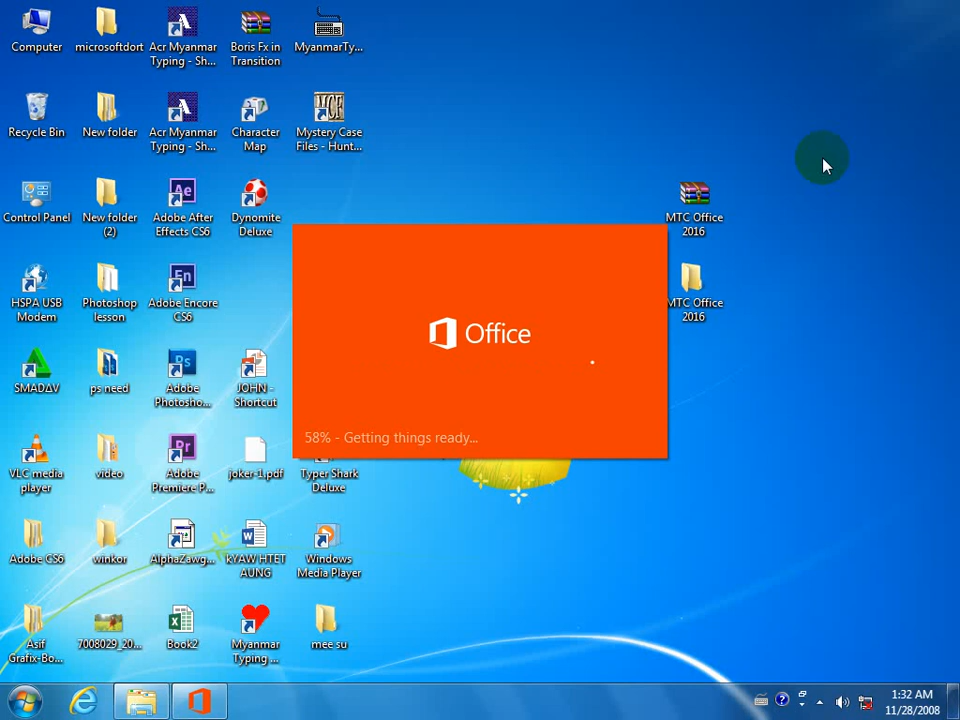 Computer
microsoftdort
Acr Myanmar
Typing - Sh...
Boris Fx in
Transition
MyanmarTy...
Recycle Bin
New folder
Acr Myanmar
Typing - Sh...
Character
Map
MCF
Mystery Case
Files - Hunt...
Control Panel
New folder
(2)
Ae
Adobe After
Effects CS6
Dynomite
Deluxe
MTC Office
2016
HSPA USB
Modem
Photoshop
lesson
En
Adobe Encore
CS6
MTC Office
2016
Office
SMADAV
ps need
Ps
Adobe
Photosho...
JOHN -
Shortcut
58% - Getting things ready...
VLC media
player
video
Pr
Adobe
Premiere P...
joker-1.pdf
Typer Shark
Deluxe
Adobe CS6
winkor
AlphaZawg...
kYAW HTET
AUNG
Windows
Media Player
Asif
Grafix-Bo...
7008029_20...
Book2
Myanmar
Typing ...
mee su
1:32 AM
11/28/2008